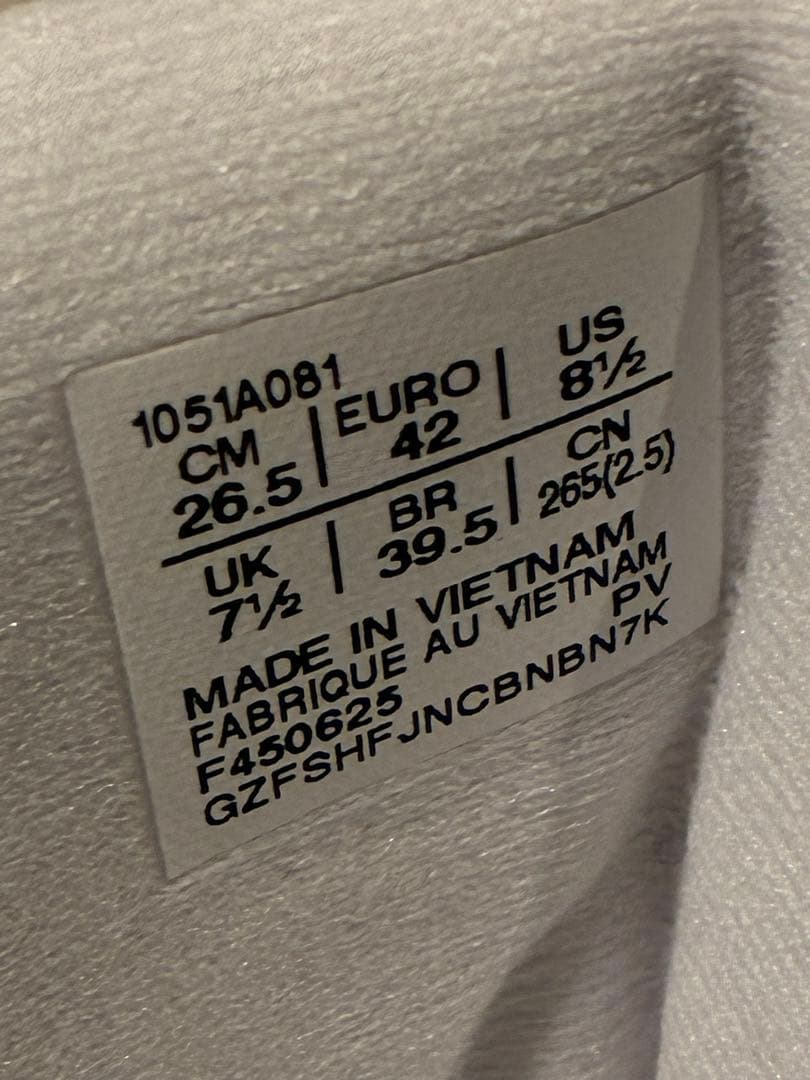 1051A081
CM | EURO | US
26.5 | 42 | 8½
UK | BR | CN
7½ | 39.5 | 265(2.5)
MADE IN VIETNAM
FABRIQUE AU VIETNAM
F450625 PV
GZFSHFJNCBNBN7K